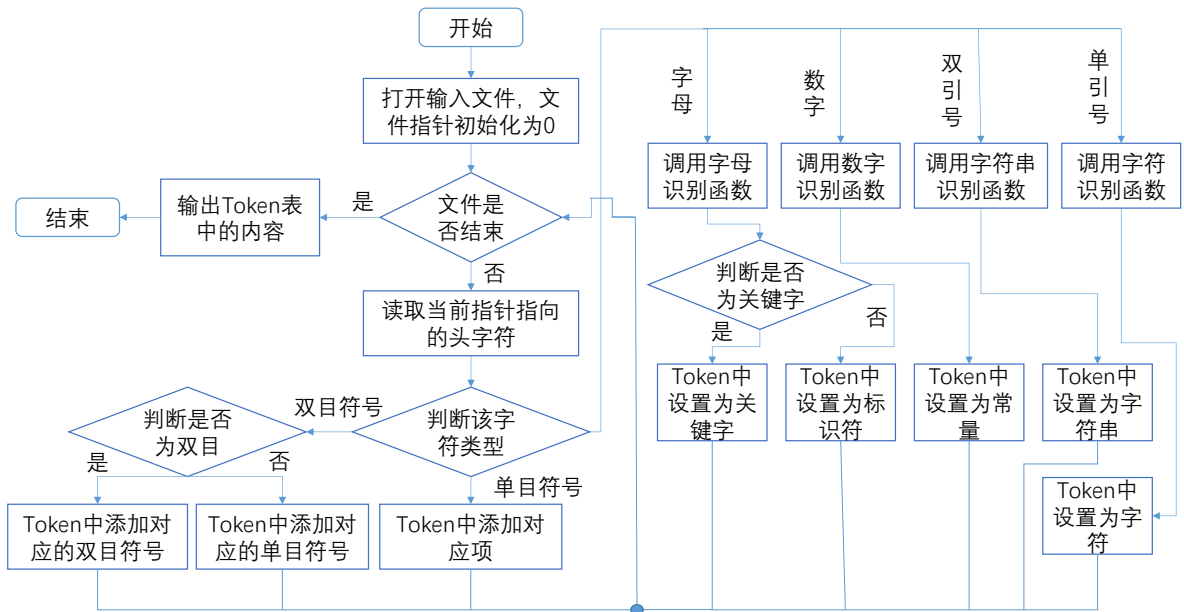 开始
打开输入文件，文
件指针初始化为0
文件是
否结束
是
输出Token表
中的内容
结束
否
读取当前指针指向
的头字符
判断该字
符类型
双目符号
判断是否
为双目
是
否
单目符号
Token中添加对
应的双目符号
Token中添加对
应的单目符号
Token中添加对
应项
字
母
数
字
双
引
号
单
引
号
调用字母
识别函数
调用数字
识别函数
调用字符串
识别函数
调用字符
识别函数
判断是否
为关键字
是
否
Token中
设置为关
键字
Token中
设置为标
识符
Token中
设置为常
量
Token中
设置为字
符串
Token中
设置为字
符